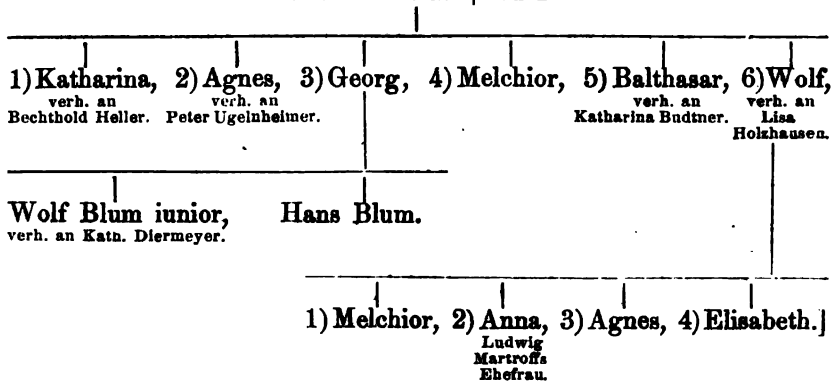 1) Katharina, 2) Agnes, 3) Georg, 4) Melchior, 5) Balthasar, 6) Wolf,
verh. an verh. an verh. an verh. an
Bechthold Heller. Peter Ugelnheimer. Katharina Budtner. Lisa
Holzhausen.
Wolf Blum iunior, Hans Blum.
verh. an Kath. Diermeyer.
1) Melchior, 2) Anna, 3) Agnes, 4) Elisabeth.]
Ludwig
Martroffs
Ehefrau.